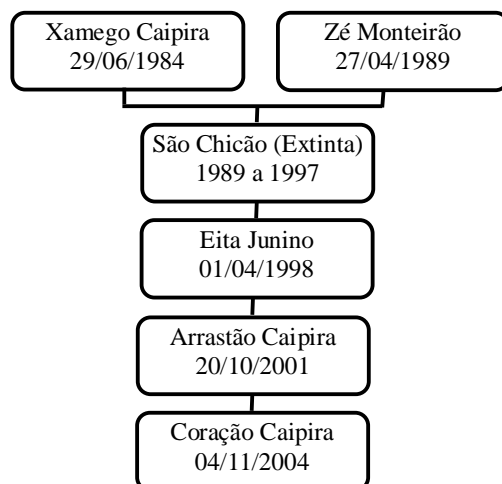 Xamego Caipira
29/06/1984
Zé Monteirão
27/04/1989
São Chicão (Extinta)
1989 a 1997
Eita Junino
01/04/1998
Arrastão Caipira
20/10/2001
Coração Caipira
04/11/2004